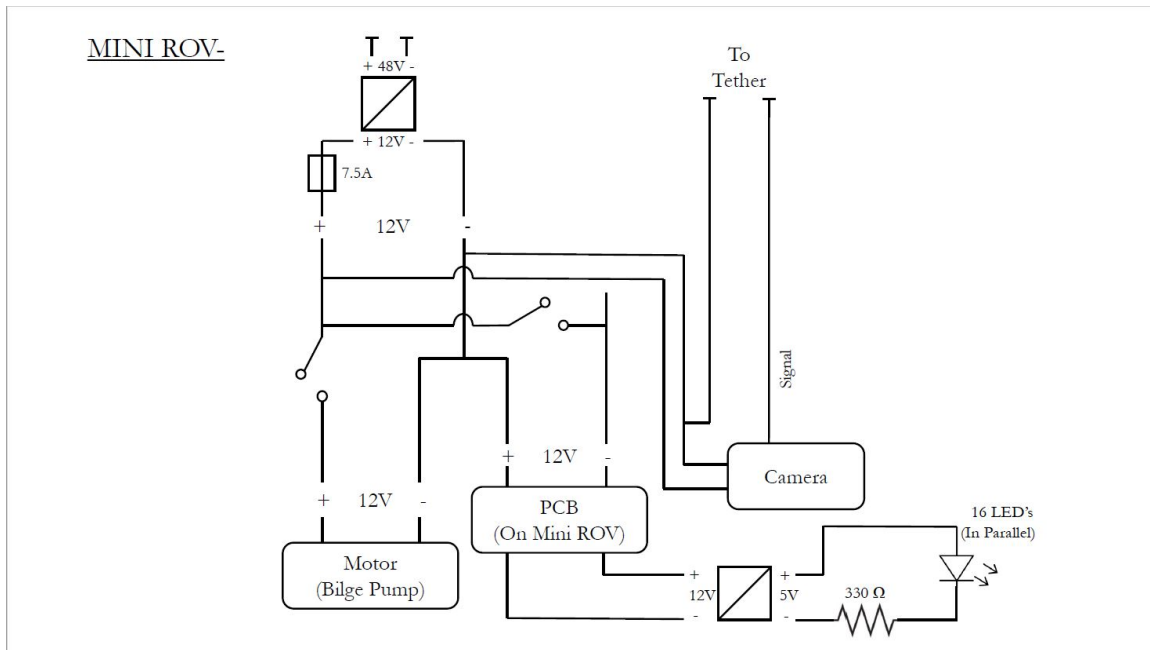 MINI ROV-
+ 48V -
+ 12V -
7.5A
+ 12V -
To
Tether
Signal
+ 12V -
+ 12V -
PCB
(On Mini ROV)
Camera
Motor
(Bilge Pump)
16 LED's
(In Parallel)
+ +
12V 5V
- -
330 Ω